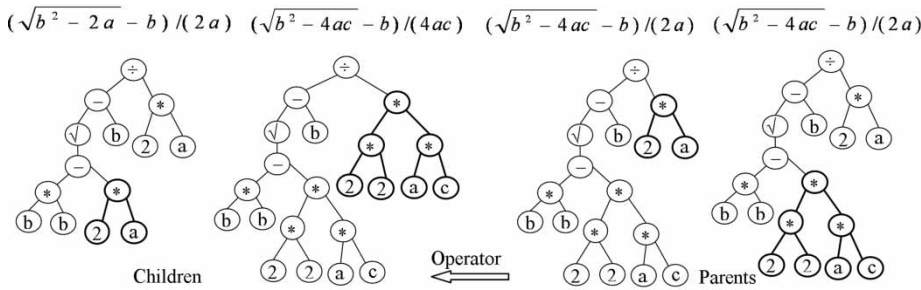 (√b² − 2a − b)/(2a) (√b² − 4ac − b)/(4ac) (√b² − 4ac − b)/(2a) (√b² − 4ac − b)/(2a)
÷ ÷ ÷ ÷
− * − * − * − *
√ b 2 a √ b * * √ b 2 a √ b 2 a
− − 2 2 a c − −
* * * * * * * *
b b 2 a b b * * b b * * b b * *
2 2 a c 2 2 a c 2 2 a c
Children Operator Parents